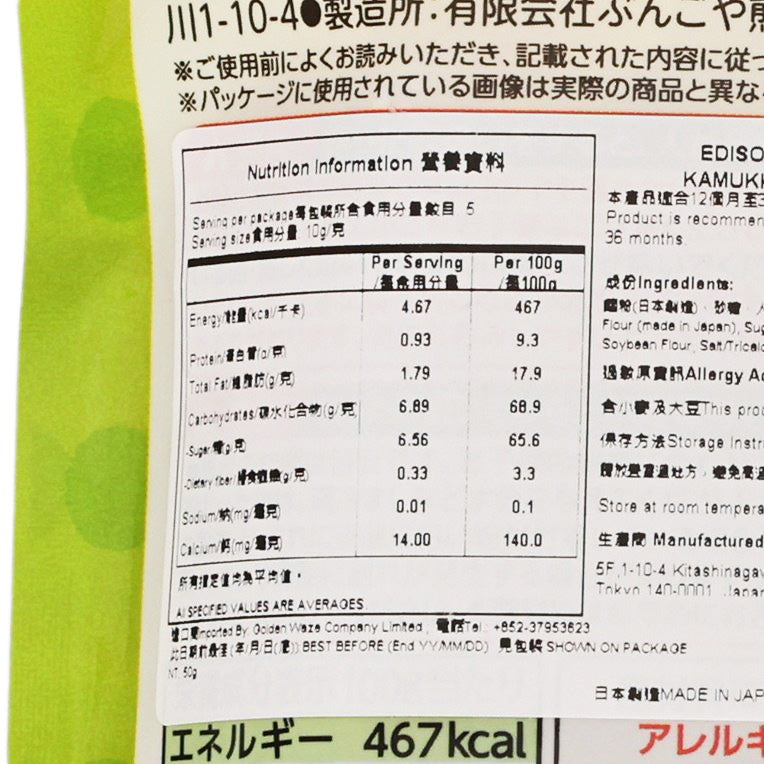 川1-10-4●製造所:有限会社ぶんごや
※ご使用前によくお読みいただき、記載された内容に従っ
※パッケージに使用されている画像は実際の商品と異な
Nutrition Information 營養資料
Serving per package每包裝所含食用分量數目 5
Serving size食用分量 10g/克
Per Serving Per 100g
/每食用分量 /每100g
Energy/能量(kcal/千卡) 4.67 467
Protein/蛋白質(g/克) 0.93 9.3
Total Fat/總脂肪(g/克) 1.79 17.9
Carbohydrates/碳水化合物(g/克) 6.89 68.9
-Sugar/糖(g/克) 6.56 65.6
-Dietary fiber/膳食纖維(g/克) 0.33 3.3
Sodium/鈉(mg/毫克) 0.01 0.1
Calcium/鈣(mg/毫克) 14.00 140.0
所有指定值均為平均值。
All SPECIFIED VALUES ARE AVERAGES.
進口商Imported By: Golden Waze Company Limited, 電話Tel: +852-37953623
此日期前最佳(年/月/日(底)) BEST BEFORE (End YY/MM/DD) 見包裝 SHOWN ON PACKAGE
NT. 50g
EDISO
KAMUK
本產品適合12個月至3
Product is recommen
36 months.
成份Ingredients:
麵粉(日本製造)、砂糖、
Flour (made in Japan), Sug
Soybean Flour, Salt/Trical
過敏原資訊Allergy A
含小麥及大豆This pro
保存方法Storage Instr
避免高溫
Store at room tempera
生產商 Manufactured
5F,1-10-4 Kitashinaga
Tokyo 140-0001, Japan
日本製造MADE IN JAP
エネルギー 467kcal
アレルギ